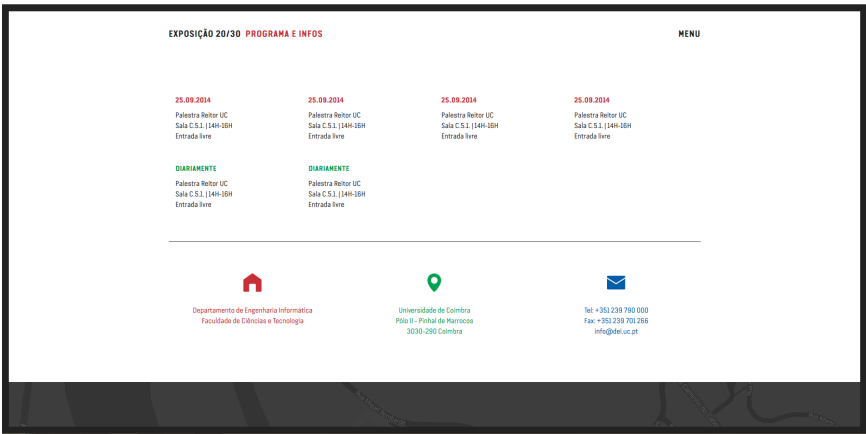 EXPOSIÇÃO 20/30 PROGRAMA E INFOS
MENU
25.09.2014
Palestra Reitor UC
Sala C.5.1. | 14H-16H
Entrada livre
25.09.2014
Palestra Reitor UC
Sala C.5.1. | 14H-16H
Entrada livre
25.09.2014
Palestra Reitor UC
Sala C.5.1. | 14H-16H
Entrada livre
25.09.2014
Palestra Reitor UC
Sala C.5.1. | 14H-16H
Entrada livre
DIARIAMENTE
Palestra Reitor UC
Sala C.5.1. | 14H-16H
Entrada livre
DIARIAMENTE
Palestra Reitor UC
Sala C.5.1. | 14H-16H
Entrada livre
Departamento de Engenharia Informática
Faculdade de Ciências e Tecnologia
Universidade de Coimbra
Pólo II - Pinhal de Marrocos
3030-290 Coimbra
Tel: +351 239 790 000
Fax: +351 239 701 266
info@dei.uc.pt